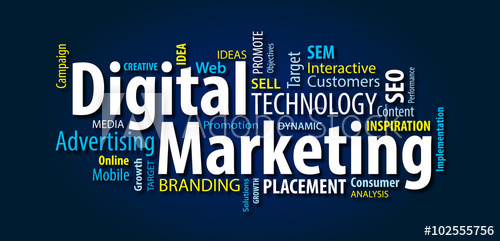 Campaign
CREATIVE
IDEA
IDEAS
Web
PROMOTE
Objectives
SEM
Target
Interactive
Customers
SEO
Performance
Digital
SELL
TECHNOLOGY
Content
MEDIA
Promotion
DYNAMIC
INSPIRATION
Implementation
Advertising
Marketing
Online
Mobile
Growth
TARGET
BRANDING
Solutions
GROWTH
PLACEMENT
Consumer
ANALYSIS
#102555756